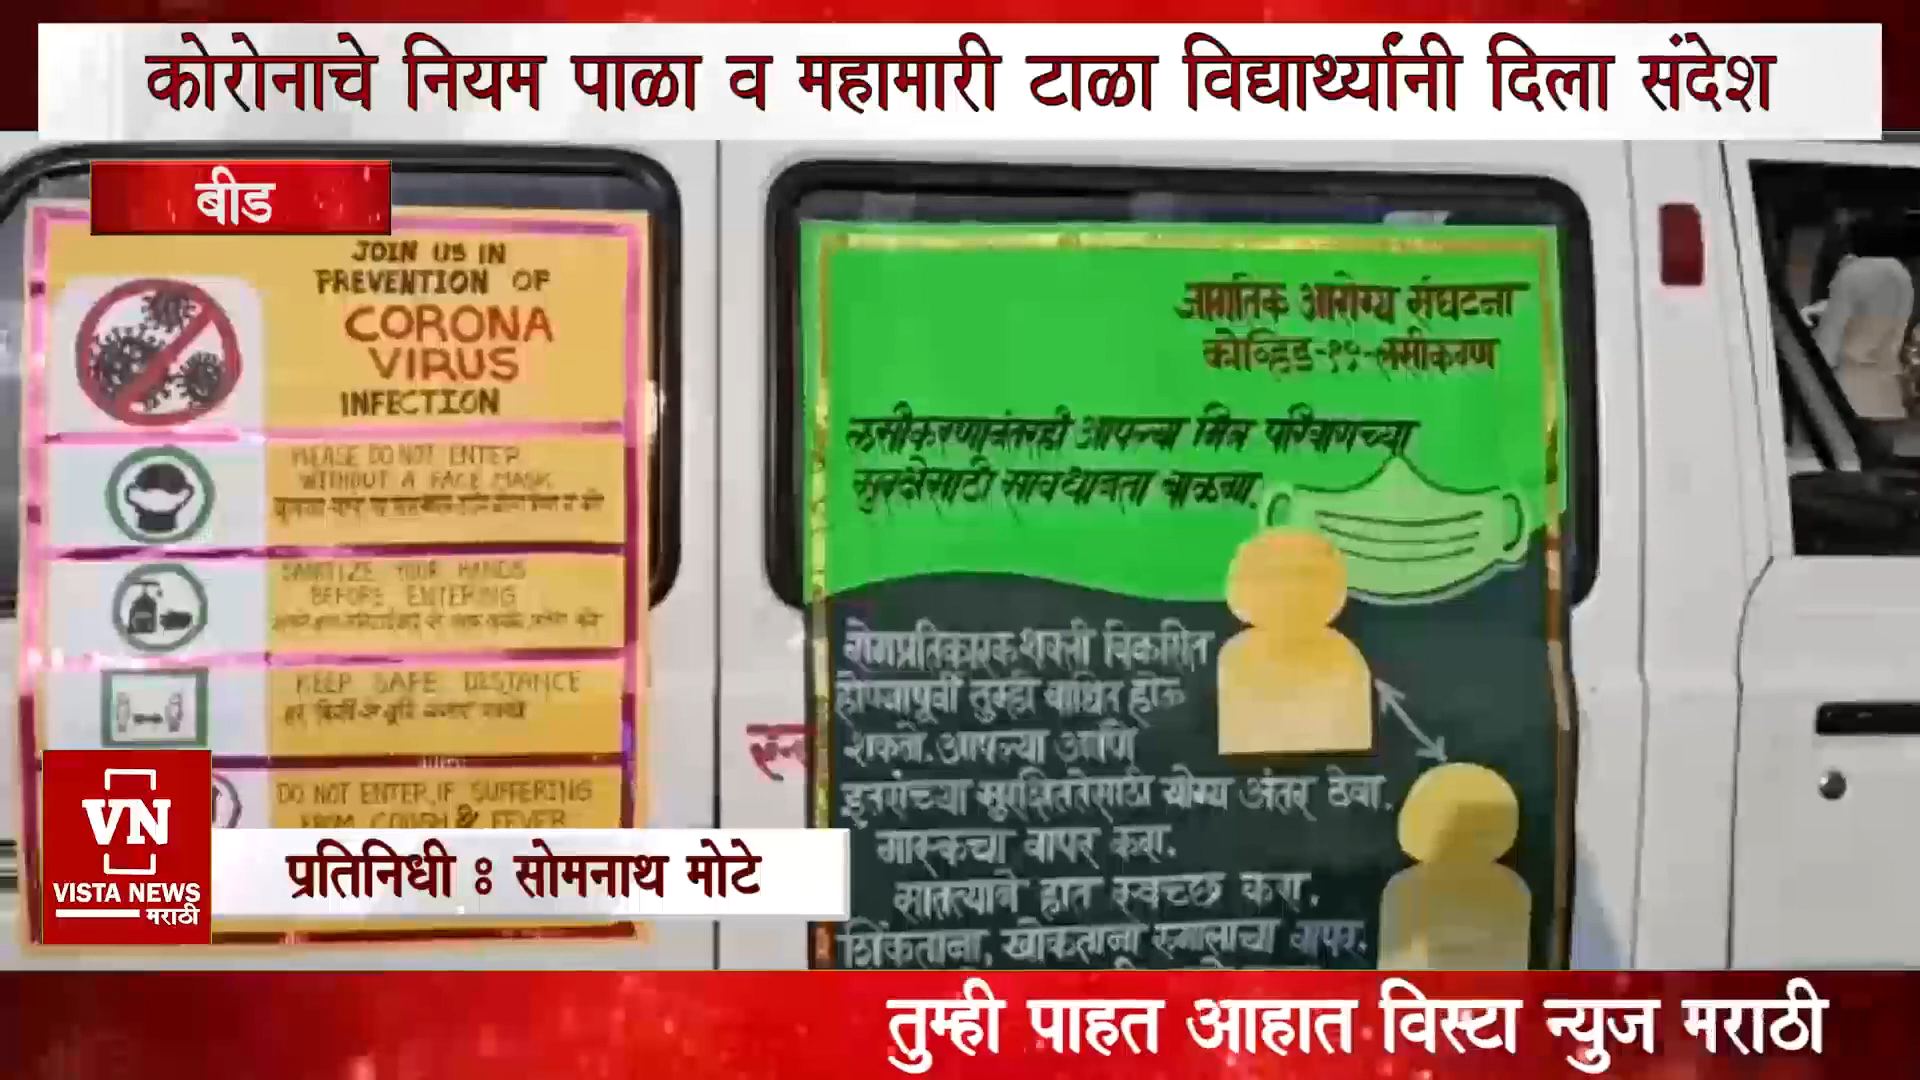 कोरोनाचे नियम पाळा व महामारी टाळा विद्यार्थ्यांनी दिला संदेश
बीड
JOIN US IN
PREVENTION OF
CORONA
VIRUS
INFECTION
PLEASE DO NOT ENTER
WITHOUT A FACE MASK
SANITIZE YOUR HANDS
BEFORE ENTERING
KEEP SAFE DISTANCE
DO NOT ENTER, IF SUFFERING
FROM COUGH & FEVER
जागतिक आरोग्य संघटना
कोव्हिड-१९-लसीकरण
लसीकरणानंतरही आपल्या मित्र परिवाराच्या
सुरक्षेसाठी सावधानता बाळगा.
रोगप्रतिकारक शक्ती विकसित
होण्यापूर्वी तुम्ही बाधित होऊ
शकतो. आपल्या आणि
इतरांच्या सुरक्षिततेसाठी योग्य अंतर ठेवा.
मास्कचा वापर करा.
सातत्याने हात स्वच्छ करा.
शिंकताना, खोकताना रुमालाचा वापर.
VN
VISTA NEWS
मराठी
प्रतिनिधी : सोमनाथ मोटे
तुम्ही पाहत आहात विस्टा न्युज मराठी